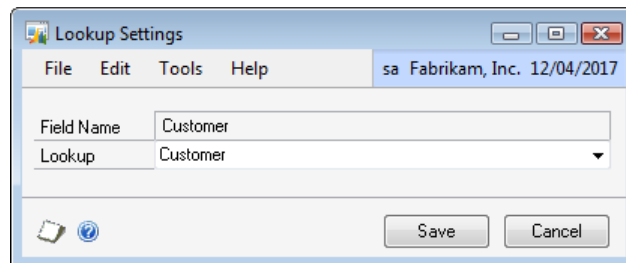 Lookup Settings
File Edit Tools Help sa Fabrikam, Inc. 12/04/2017
Field Name Customer
Lookup Customer
Save Cancel